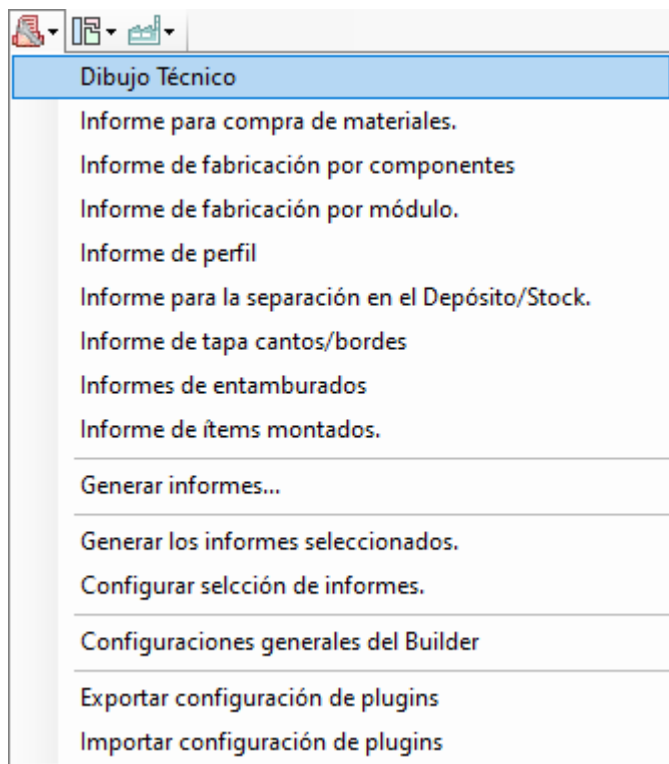 Dibujo Técnico
Informe para compra de materiales.
Informe de fabricación por componentes
Informe de fabricación por módulo.
Informe de perfil
Informe para la separación en el Depósito/Stock.
Informe de tapa cantos/bordes
Informes de entamburados
Informe de ítems montados.
Generar informes...
Generar los informes seleccionados.
Configurar selcción de informes.
Configuraciones generales del Builder
Exportar configuración de plugins
Importar configuración de plugins